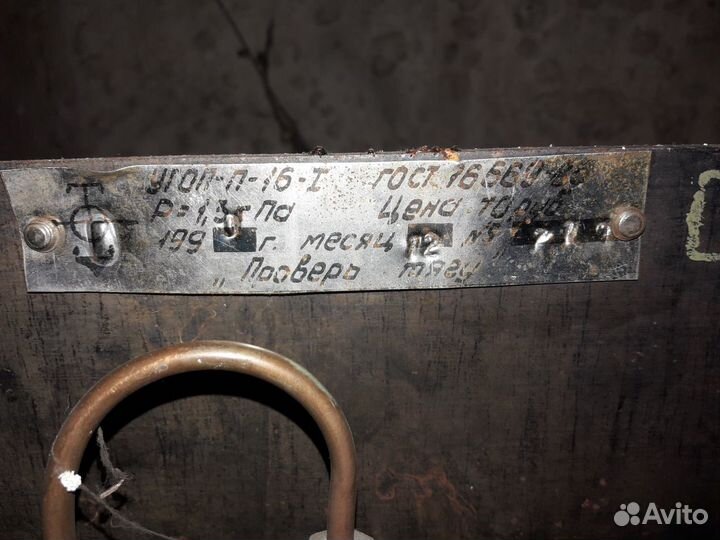 УГОП-П-16-I ГОСТ 16569-86
P=1,3 кПа Цена 70 руб
199 г. месяц 12 №
„Проверь тягу"
Avito